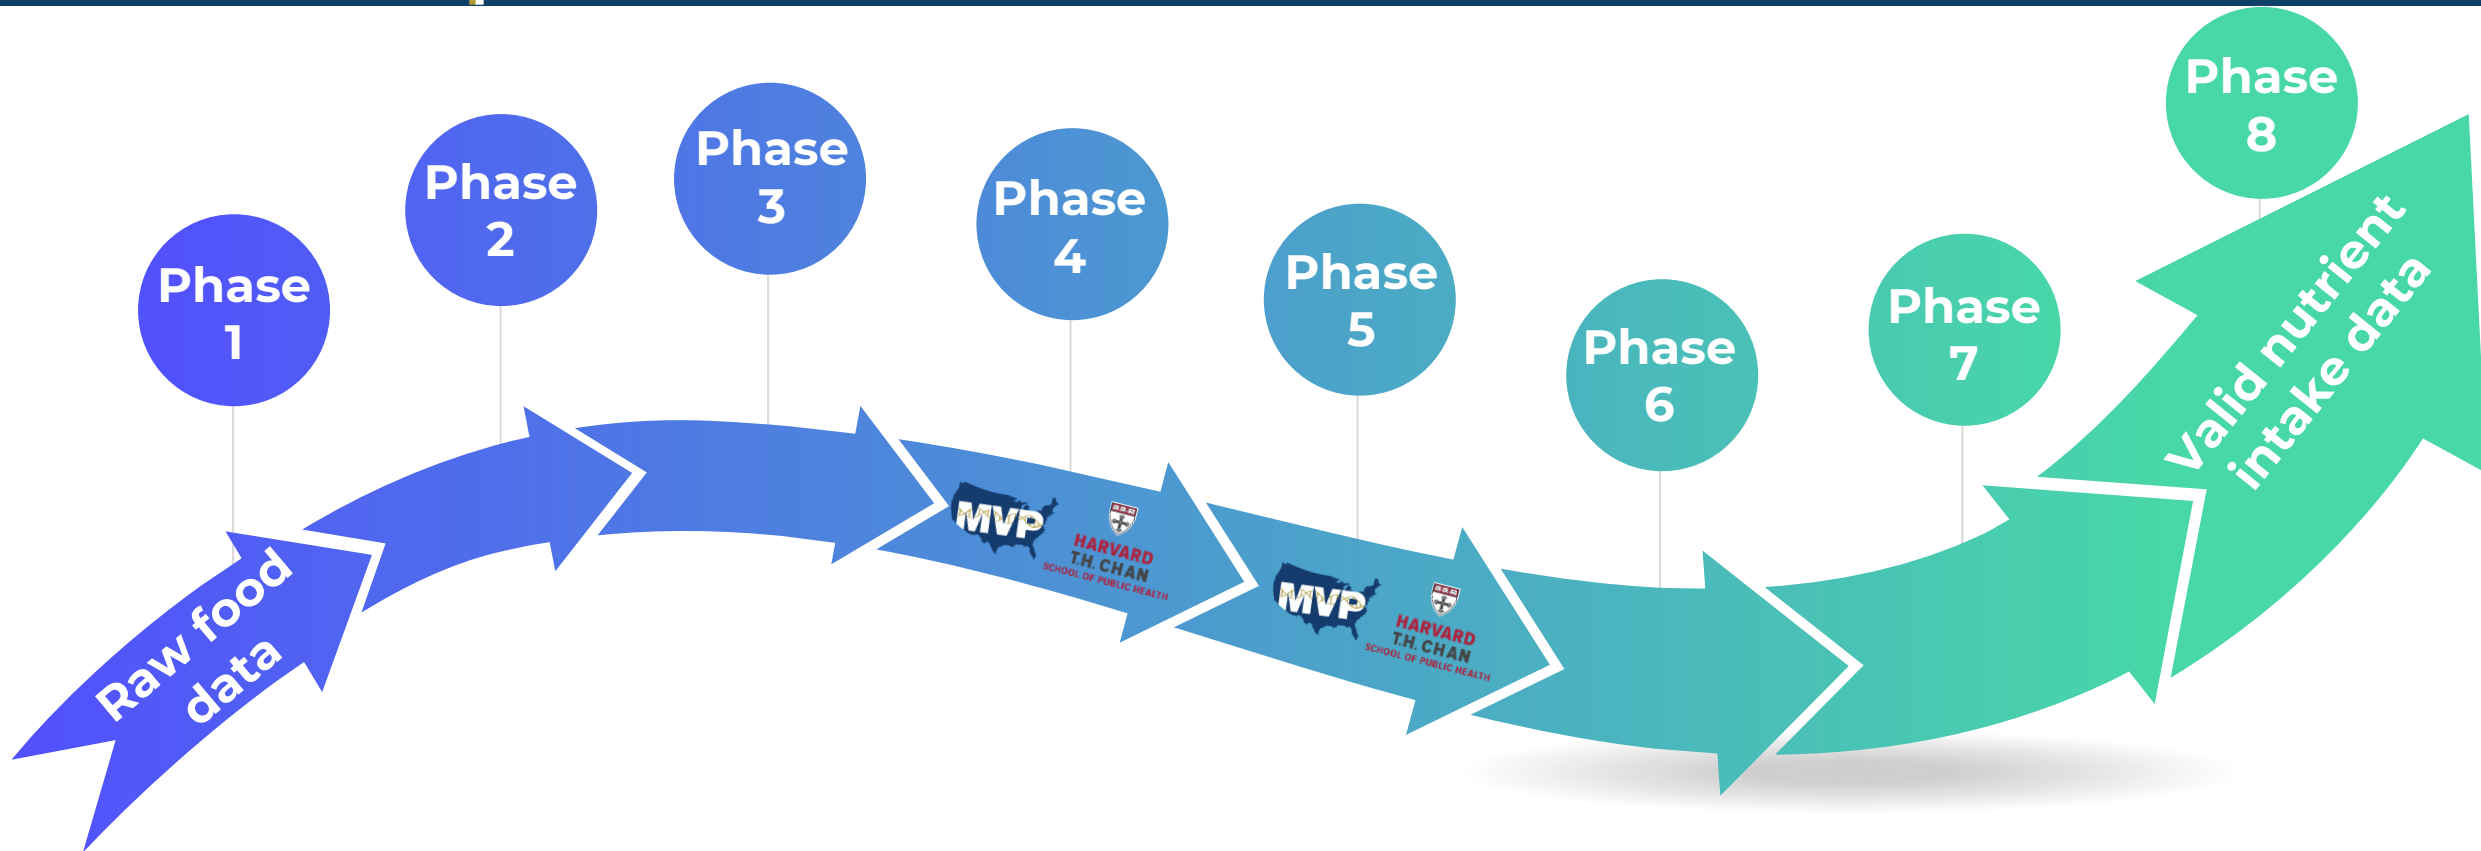 Phase
1
Phase
2
Phase
3
Phase
4
Phase
5
Phase
6
Phase
7
Phase
8
Raw food
data
MVP
HARVARD
T.H. CHAN
SCHOOL OF PUBLIC HEALTH
MVP
HARVARD
T.H. CHAN
SCHOOL OF PUBLIC HEALTH
Valid nutrient
intake data